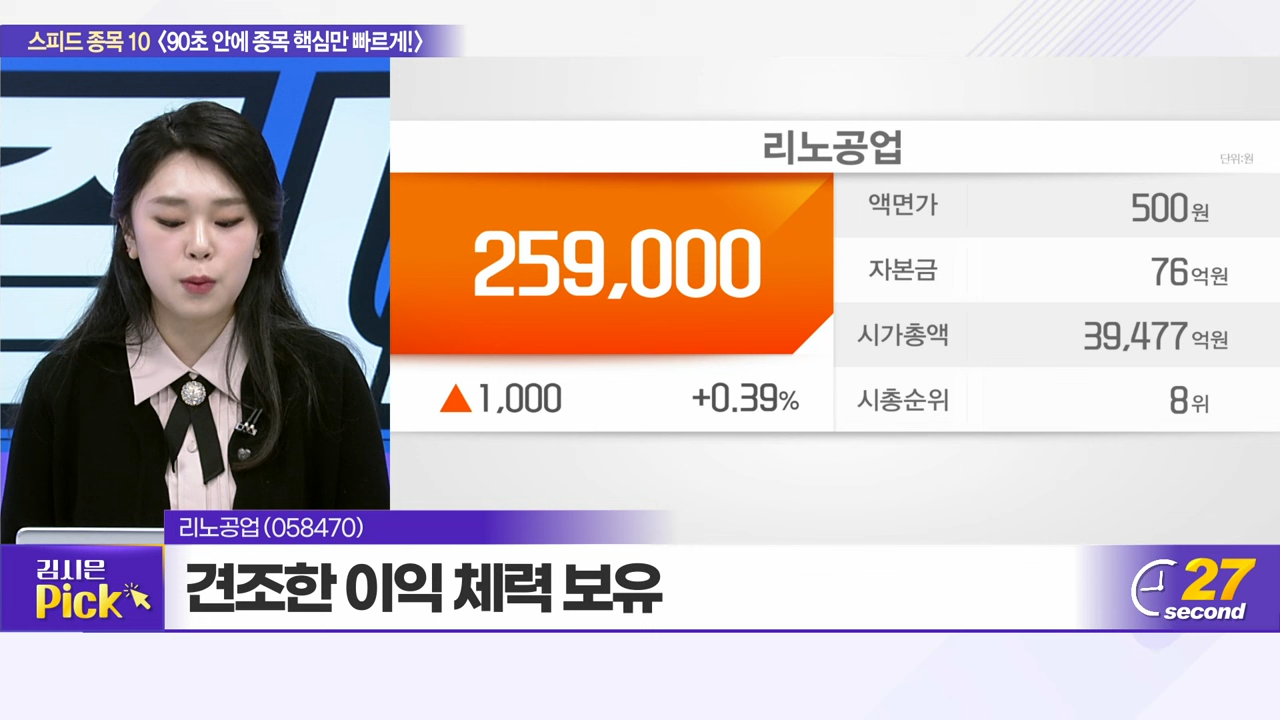 스피드 종목 10 〈90초 안에 종목 핵심만 빠르게!〉
리노공업
단위:원
259,000
▲1,000 +0.39%
액면가 500원
자본금 76억원
시가총액 39,477억원
시총순위 8위
리노공업(058470)
김시은
Pick
견조한 이익 체력 보유
27
second